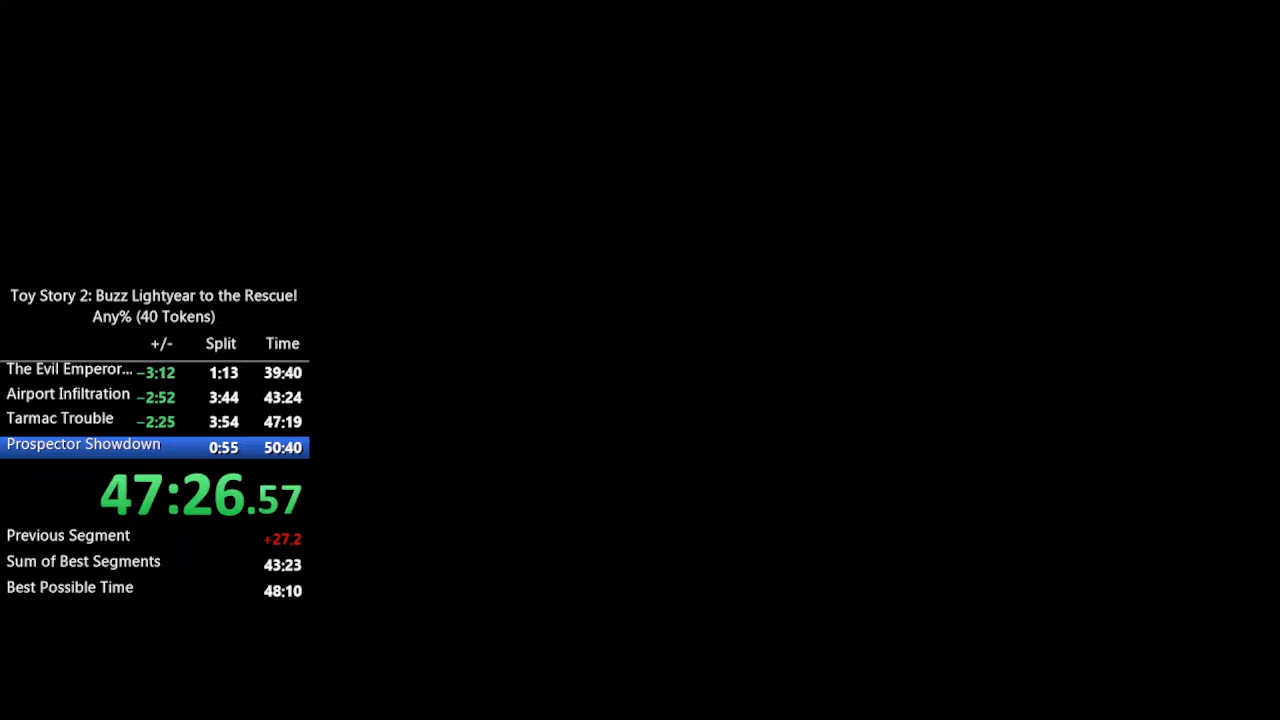 Toy Story 2: Buzz Lightyear to the Rescue!
Any% (40 Tokens)
+/- Split Time
The Evil Emperor... −3:12 1:13 39:40
Airport Infiltration −2:52 3:44 43:24
Tarmac Trouble −2:25 3:54 47:19
Prospector Showdown 0:55 50:40
47:26.57
Previous Segment +27.2
Sum of Best Segments 43:23
Best Possible Time 48:10